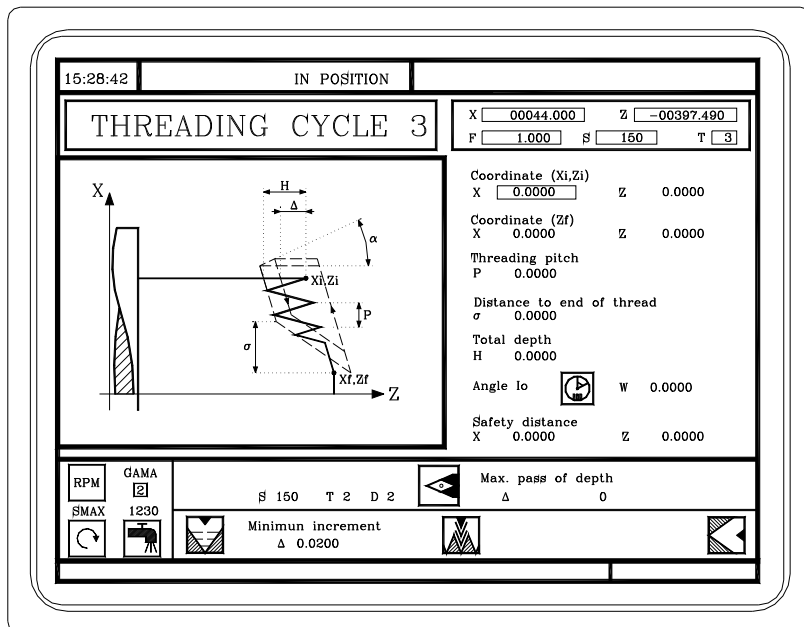 15:28:42 IN POSITION
THREADING CYCLE 3
X 00044.000 Z -00397.490
F 1.000 S 150 T 3
X
H
Δ
α
Xi,Zi
P
σ
Xf,Zf
Z
Coordinate (Xi,Zi)
X 0.0000 Z 0.0000
Coordinate (Zf)
X 0.0000 Z 0.0000
Threading pitch
P 0.0000
Distance to end of thread
σ 0.0000
Total depth
H 0.0000
Angle Io W 0.0000
Safety distance
X 0.0000 Z 0.0000
RPM GAMA
2
SMAX 1230
S 150 T 2 D 2
Max. pass of depth
Δ 0
Minimun increment
Δ 0.0200